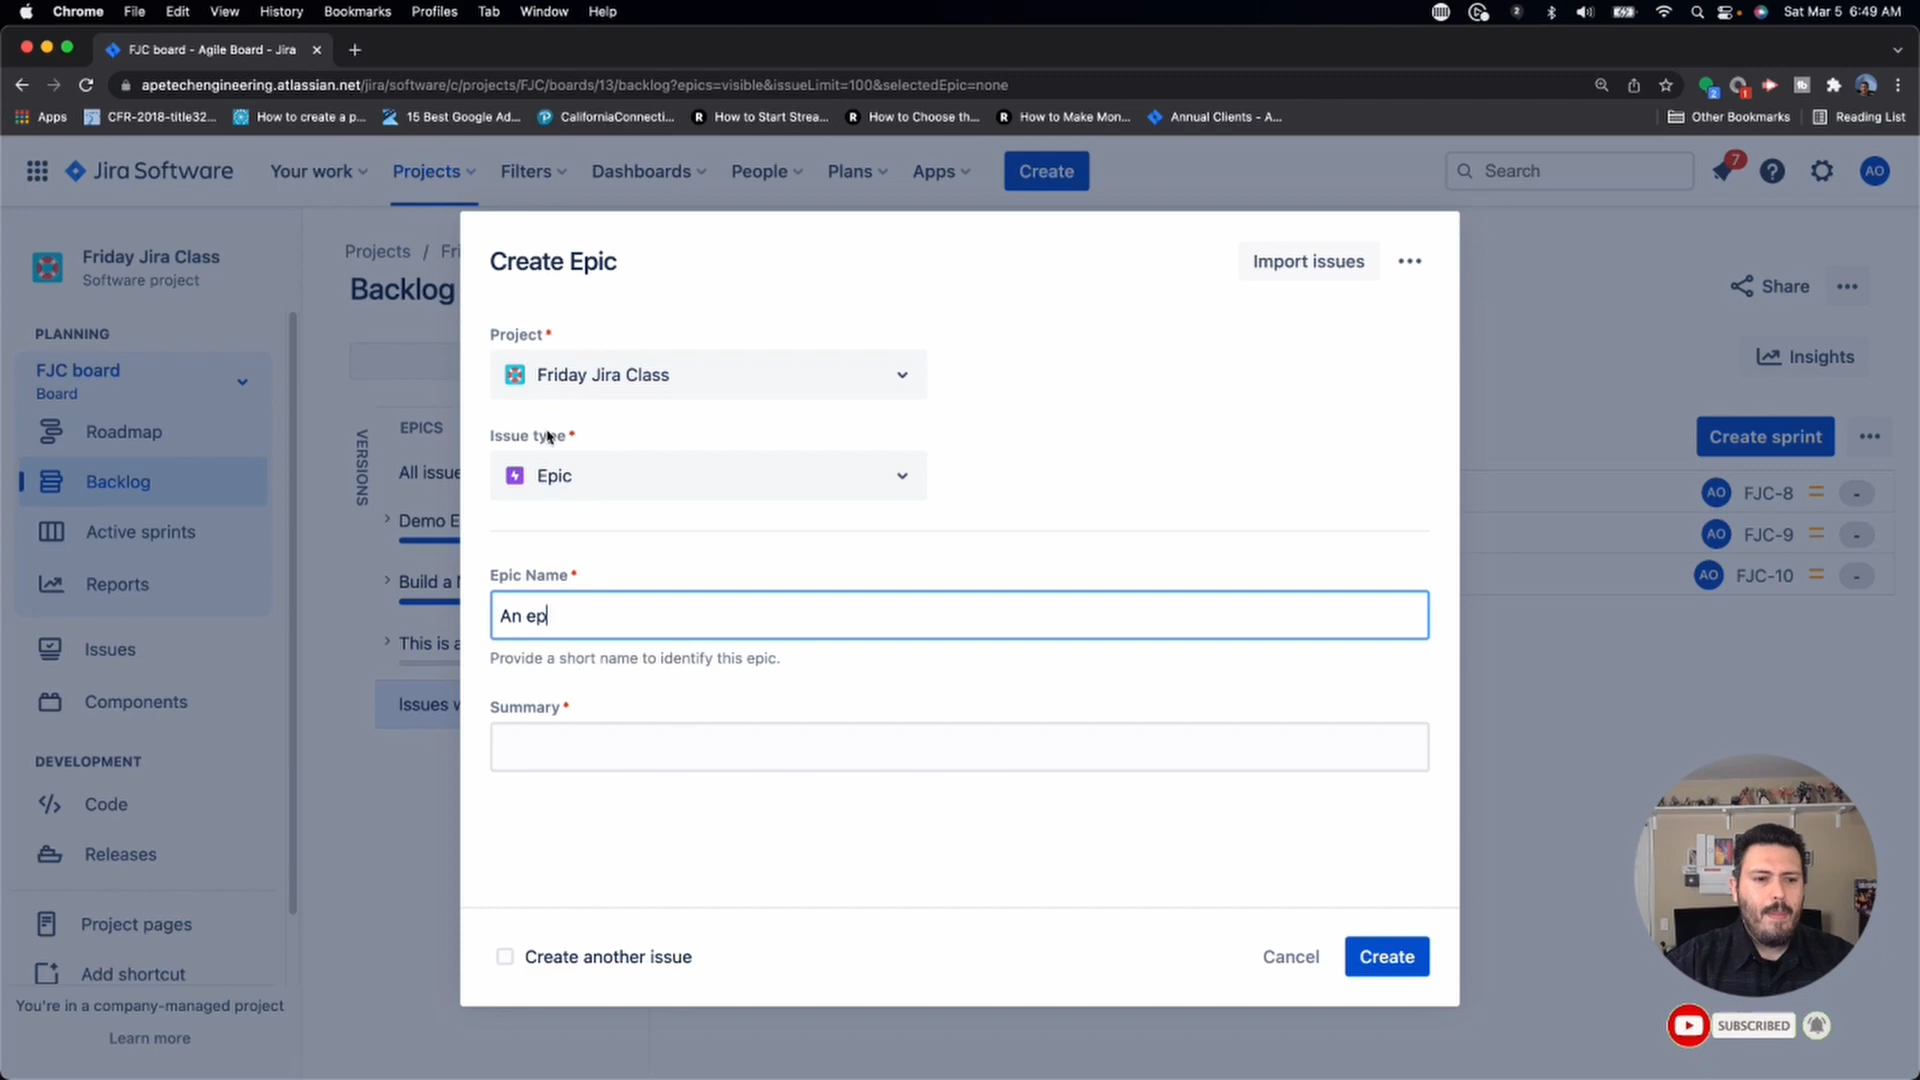 Chrome File Edit View History Bookmarks Profiles Tab Window Help
2 Sat Mar 5 6:49 AM
FJC board - Agile Board - Jira
apetechengineering.atlassian.net/jira/software/c/projects/FJC/boards/13/backlog?epics=visible&issueLimit=100&selectedEpic=none
2 1
Apps CFR-2018-title32... How to create a p... 15 Best Google Ad... CaliforniaConnecti... How to Start Strea... How to Choose th... How to Make Mon... Annual Clients - A... Other Bookmarks Reading List
Jira Software Your work Projects Filters Dashboards People Plans Apps Create Search 7 AO
Friday Jira Class
Software project
PLANNING
FJC board
Board
Roadmap
Backlog
Active sprints
Reports
Issues
Components
DEVELOPMENT
Code
Releases
Project pages
Add shortcut
You're in a company-managed project
Learn more
Projects / Fri
Backlog
VERSIONS
EPICS
All issue
Demo E
Build a
This is a
Issues w
Create Epic
Import issues
Project *
Friday Jira Class
Issue type *
Epic
Epic Name *
An ep
Provide a short name to identify this epic.
Summary *
Create another issue
Cancel
Create
Share
Insights
Create sprint
AO FJC-8 -
AO FJC-9 -
AO FJC-10 -
SUBSCRIBED